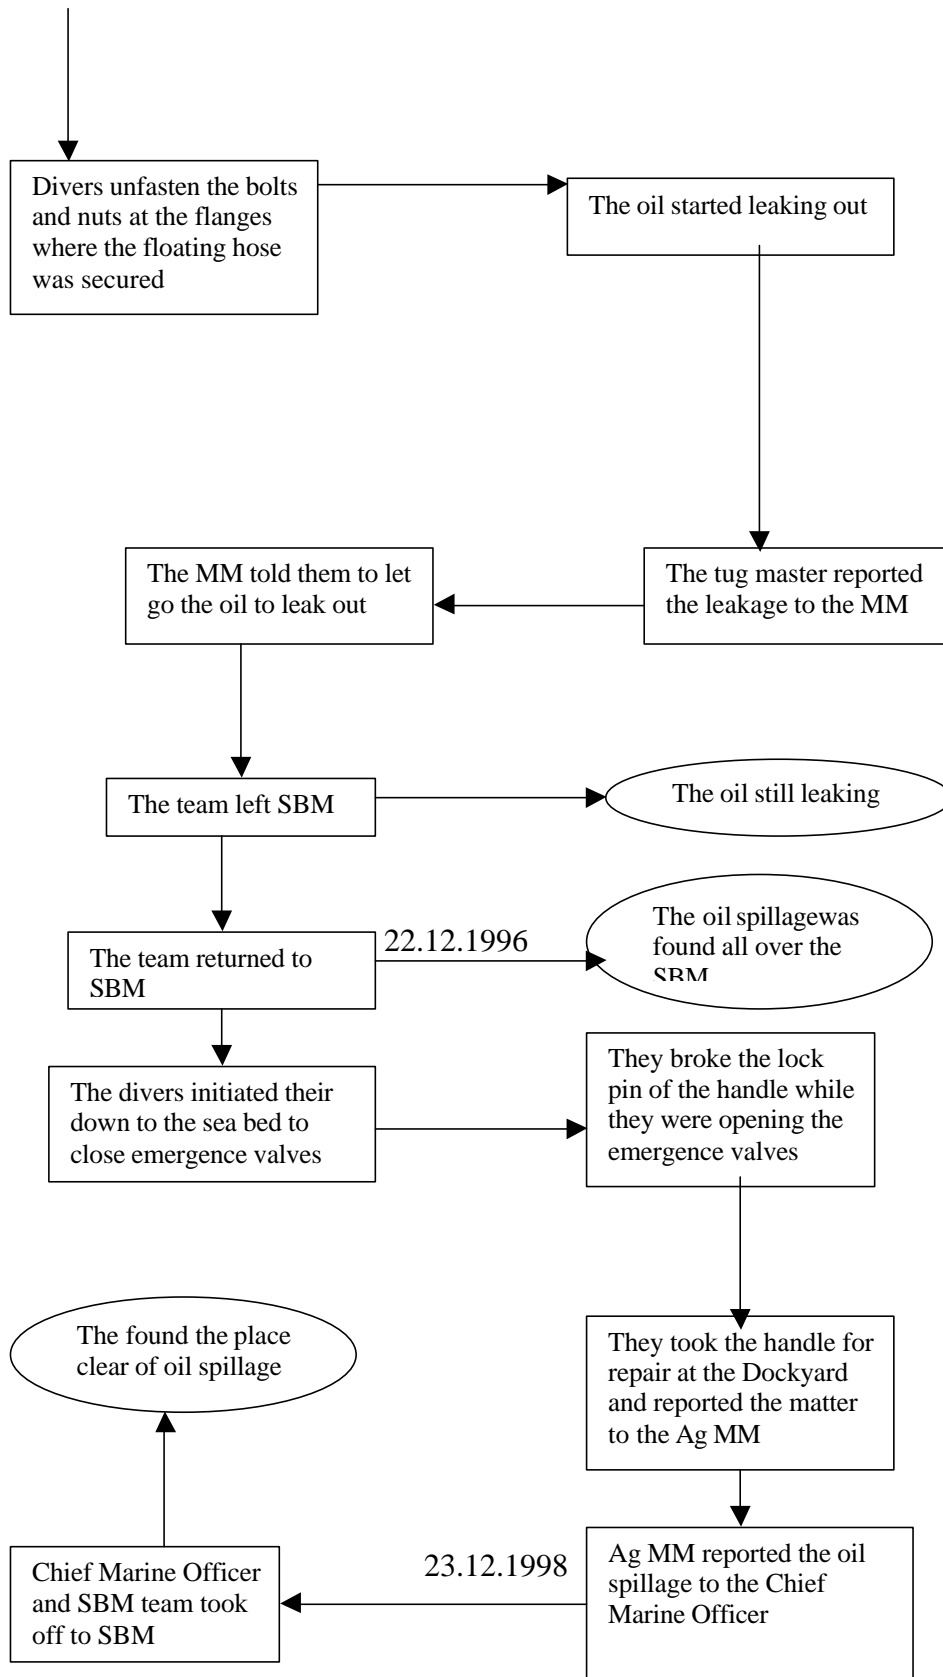 Divers unfasten the bolts
and nuts at the flanges
where the floating hose
was secured
The oil started leaking out
The MM told them to let
go the oil to leak out
The tug master reported
the leakage to the MM
The team left SBM
The oil still leaking
The team returned to
SBM
22.12.1996
The oil spillagewas
found all over the
SBM
The divers initiated their
down to the sea bed to
close emergence valves
They broke the lock
pin of the handle while
they were opening the
emergence valves
The found the place
clear of oil spillage
They took the handle for
repair at the Dockyard
and reported the matter
to the Ag MM
Chief Marine Officer
and SBM team took
off to SBM
23.12.1998
Ag MM reported the oil
spillage to the Chief
Marine Officer